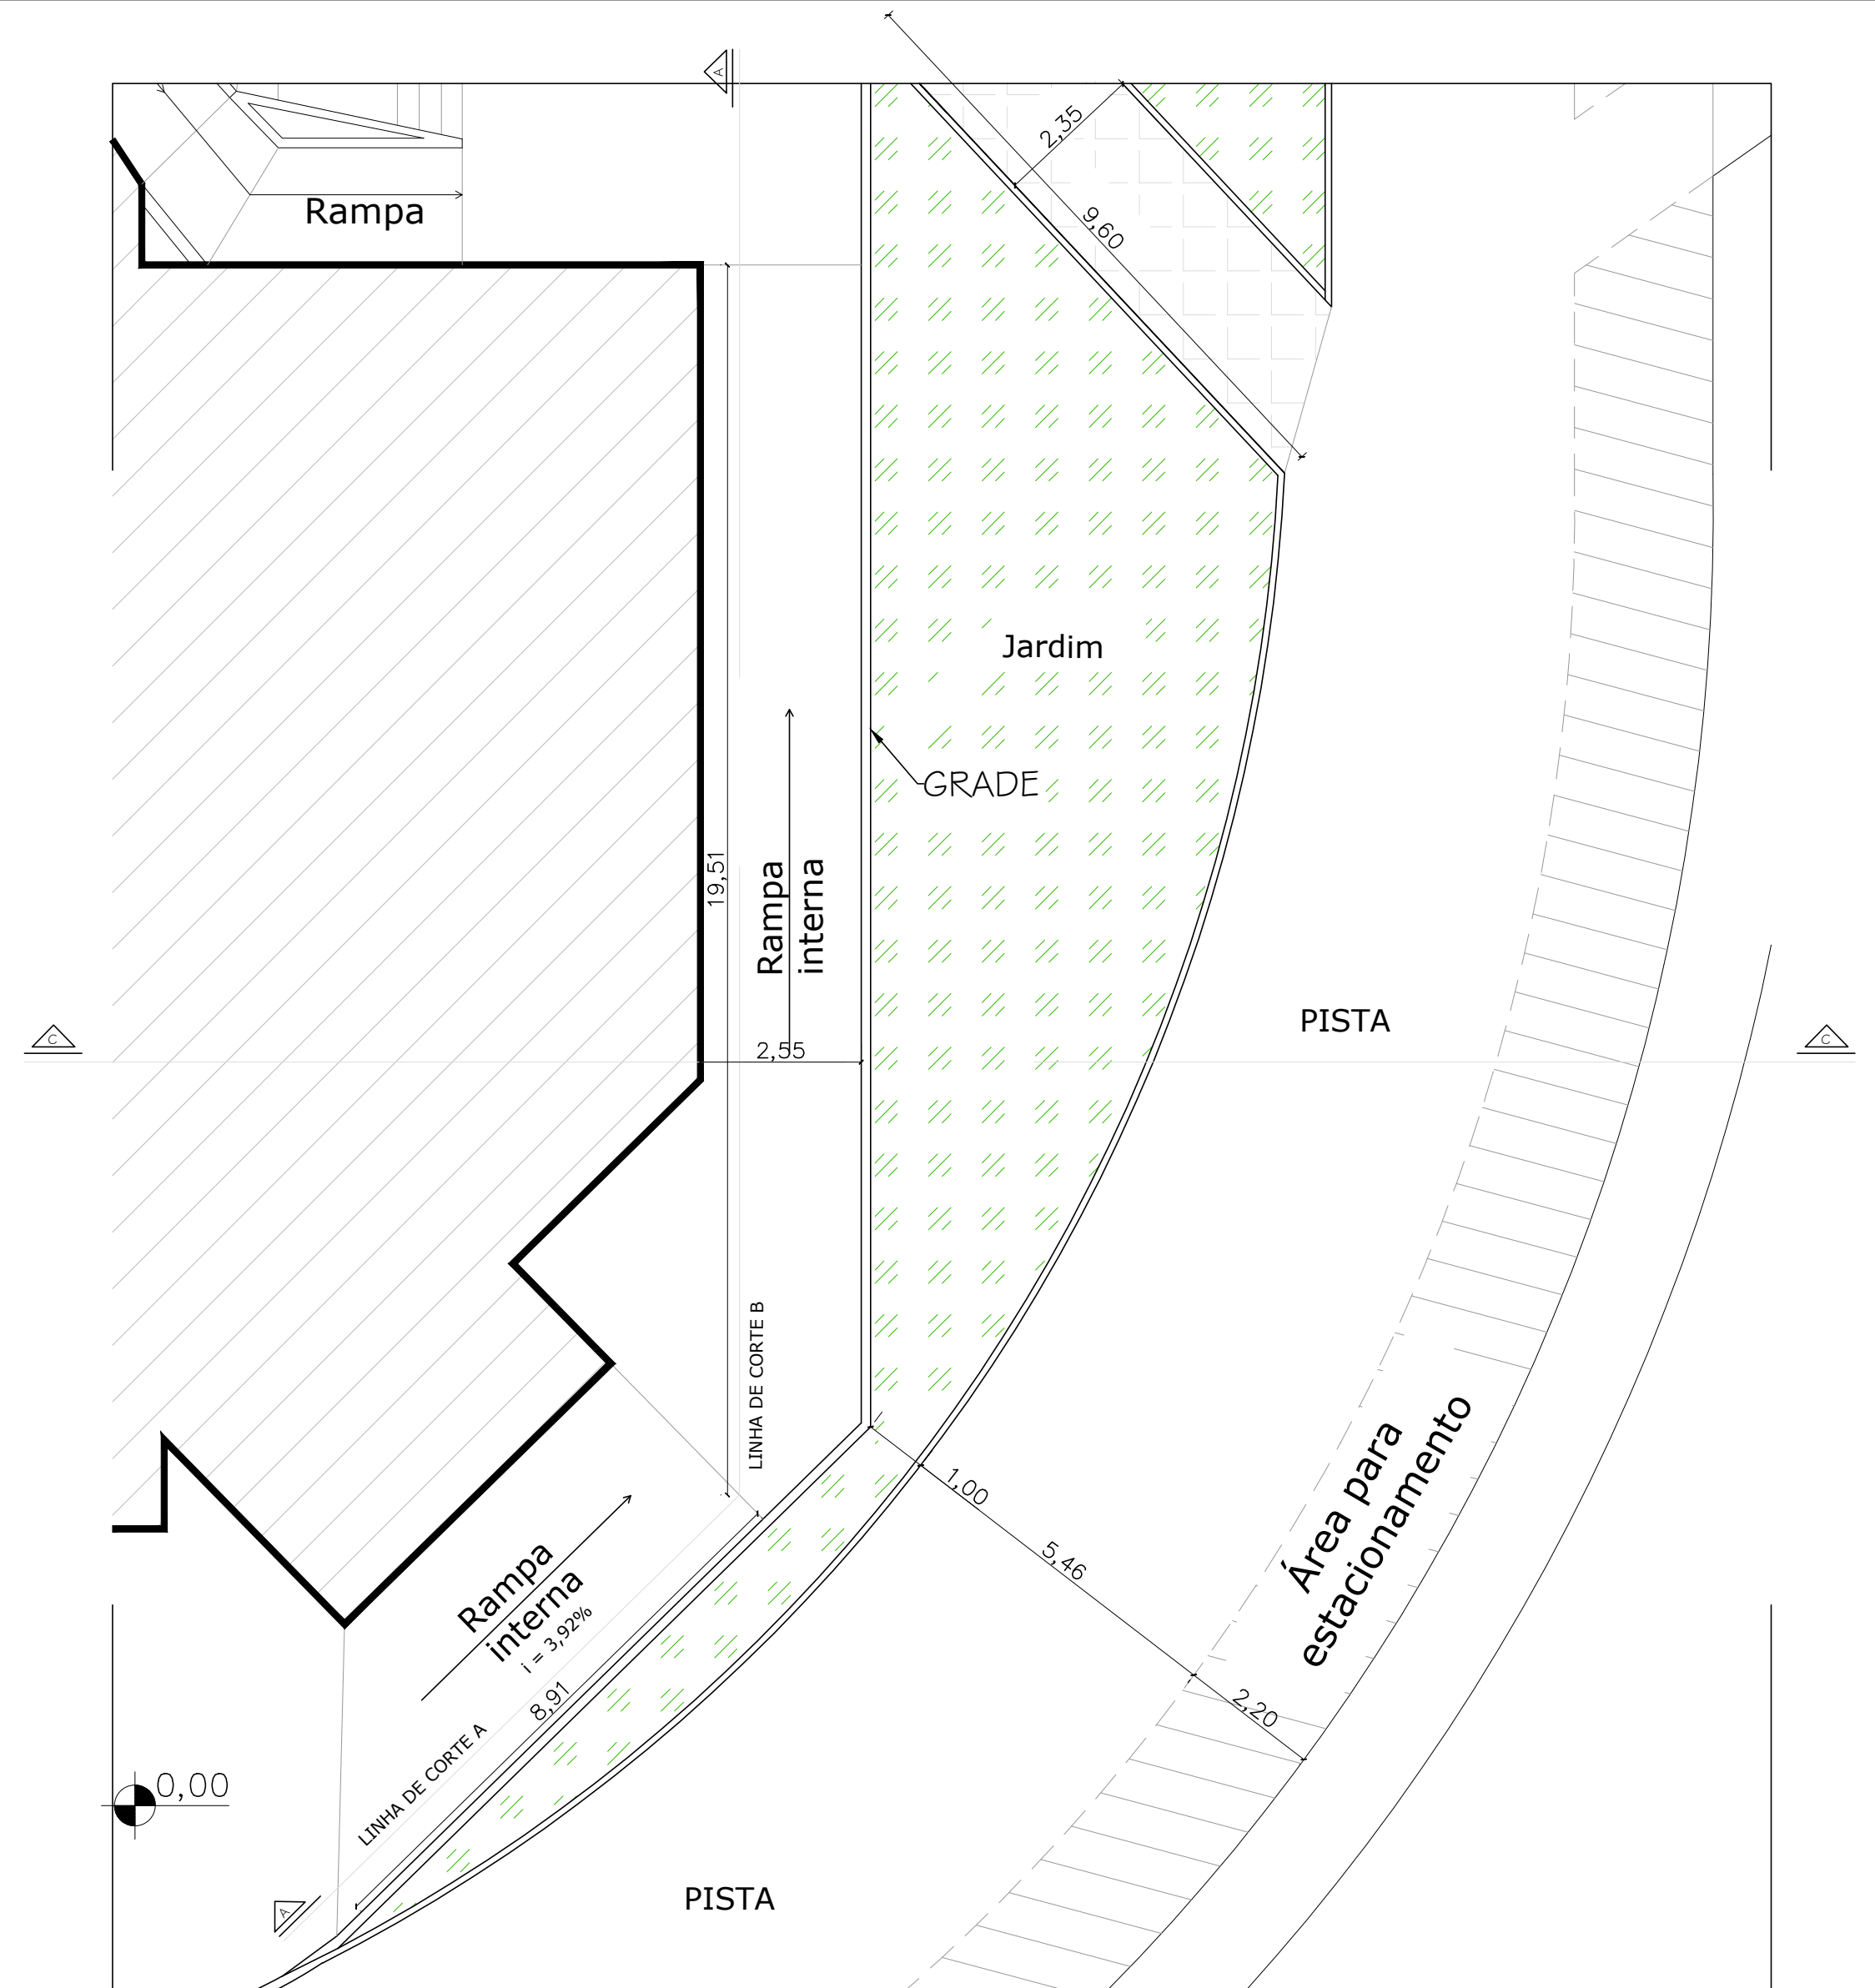 A
2,35
Rampa
9,60
Jardim
GRADE
19,51
Rampa
interna
PISTA
C
C
2,55
LINHA DE CORTE B
1,00
5,46
Área para
estacionamento
2,20
Rampa
interna
i = 3,92%
8,91
LINHA DE CORTE A
0,00
A
PISTA